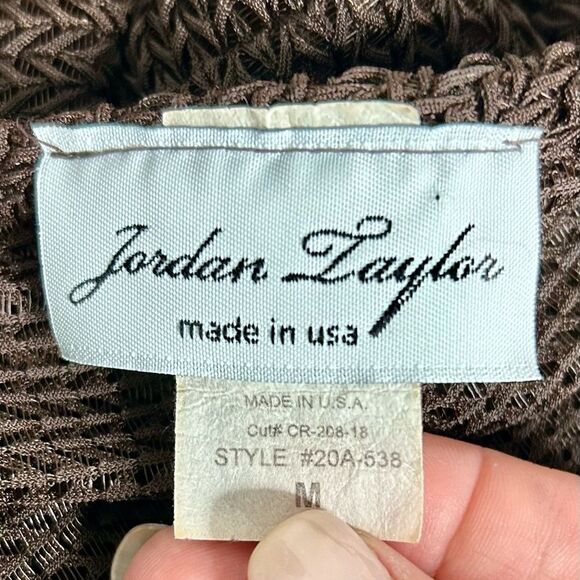 Jordan Taylor
made in usa
MADE IN U.S.A.
Cut# CR-208-18
STYLE #20A-538
M